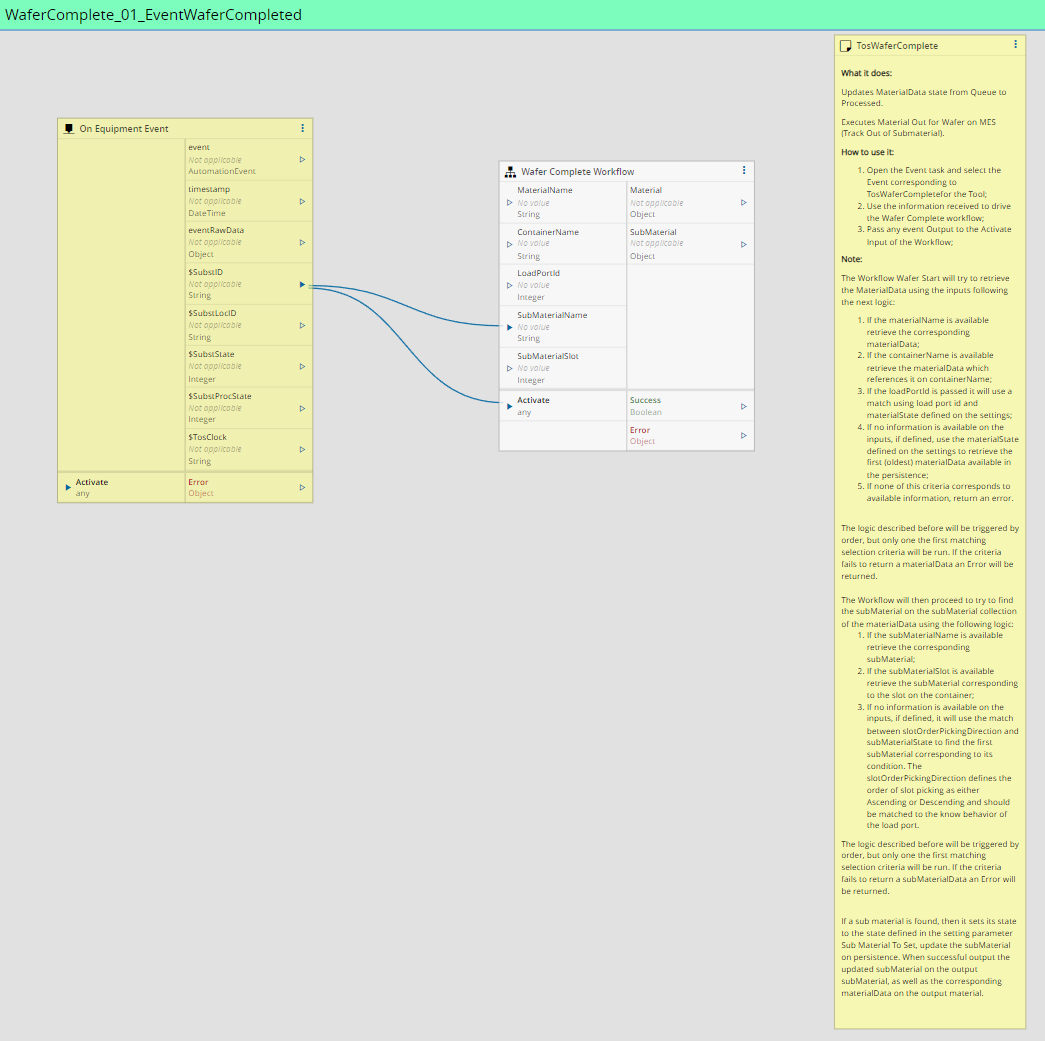 WaferComplete_01_EventWaferCompleted
On Equipment Event
event
Not applicable
AutomationEvent
timestamp
Not applicable
DateTime
eventRawData
Not applicable
Object
$SubstID
Not applicable
String
$SubstLocID
Not applicable
String
$SubstState
Not applicable
Integer
$SubstProcState
Not applicable
Integer
$TosClock
Not applicable
String
Activate
any
Error
Object
Wafer Complete Workflow
MaterialName
No value
String
ContainerName
No value
String
LoadPortId
No value
Integer
SubMaterialName
No value
String
SubMaterialSlot
No value
Integer
Material
Not applicable
Object
SubMaterial
Not applicable
Object
Activate
any
Success
Boolean
Error
Object
TosWaferComplete
What it does:
Updates MaterialData state from Queue to
Processed.
Executes Material Out for Wafer on MES
(Track Out of Submaterial).
How to use it:
1. Open the Event task and select the
Event corresponding to
TosWaferCompletefor the Tool;
2. Use the information received to drive
the Wafer Complete workflow;
3. Pass any event Output to the Activate
Input of the Workflow;
Note:
The Workflow Wafer Start will try to retrieve
the MaterialData using the inputs following
the next logic:
1. If the materialName is available
retrieve the corresponding
materialData;
2. If the containerName is available
retrieve the materialData which
references it on containerName;
3. If the loadPortId is passed it will use a
match using load port id and
materialState defined on the settings;
4. If no information is available on the
inputs, if defined, use the materialState
defined on the settings to retrieve the
first (oldest) materialData available in
the persistence;
5. If none of this criteria corresponds to
available information, return an error.
The logic described before will be triggered by
order, but only one the first matching
selection criteria will be run. If the criteria
fails to return a materialData an Error will be
returned.
The Workflow will then proceed to try to find
the subMaterial on the subMaterial collection
of the materialData using the following logic:
1. If the subMaterialName is available
retrieve the corresponding
subMaterial;
2. If the subMaterialSlot is available
retrieve the subMaterial corresponding
to the slot on the container;
3. If no information is available on the
inputs, if defined, it will use the match
between slotOrderPickingDirection and
subMaterialState to find the first
subMaterial corresponding to its
condition. The
slotOrderPickingDirection defines the
order of slot picking as either
Ascending or Descending and should
be matched to the know behavior of
the load port.
The logic described before will be triggered by
order, but only one the first matching
selection criteria will be run. If the criteria
fails to return a subMaterialData an Error will
be returned.
If a sub material is found, then it sets its state
to the state defined in the setting parameter
Sub Material To Set, update the subMaterial
on persistence. When successful output the
updated subMaterial on the output
subMaterial, as well as the corresponding
materialData on the output material.